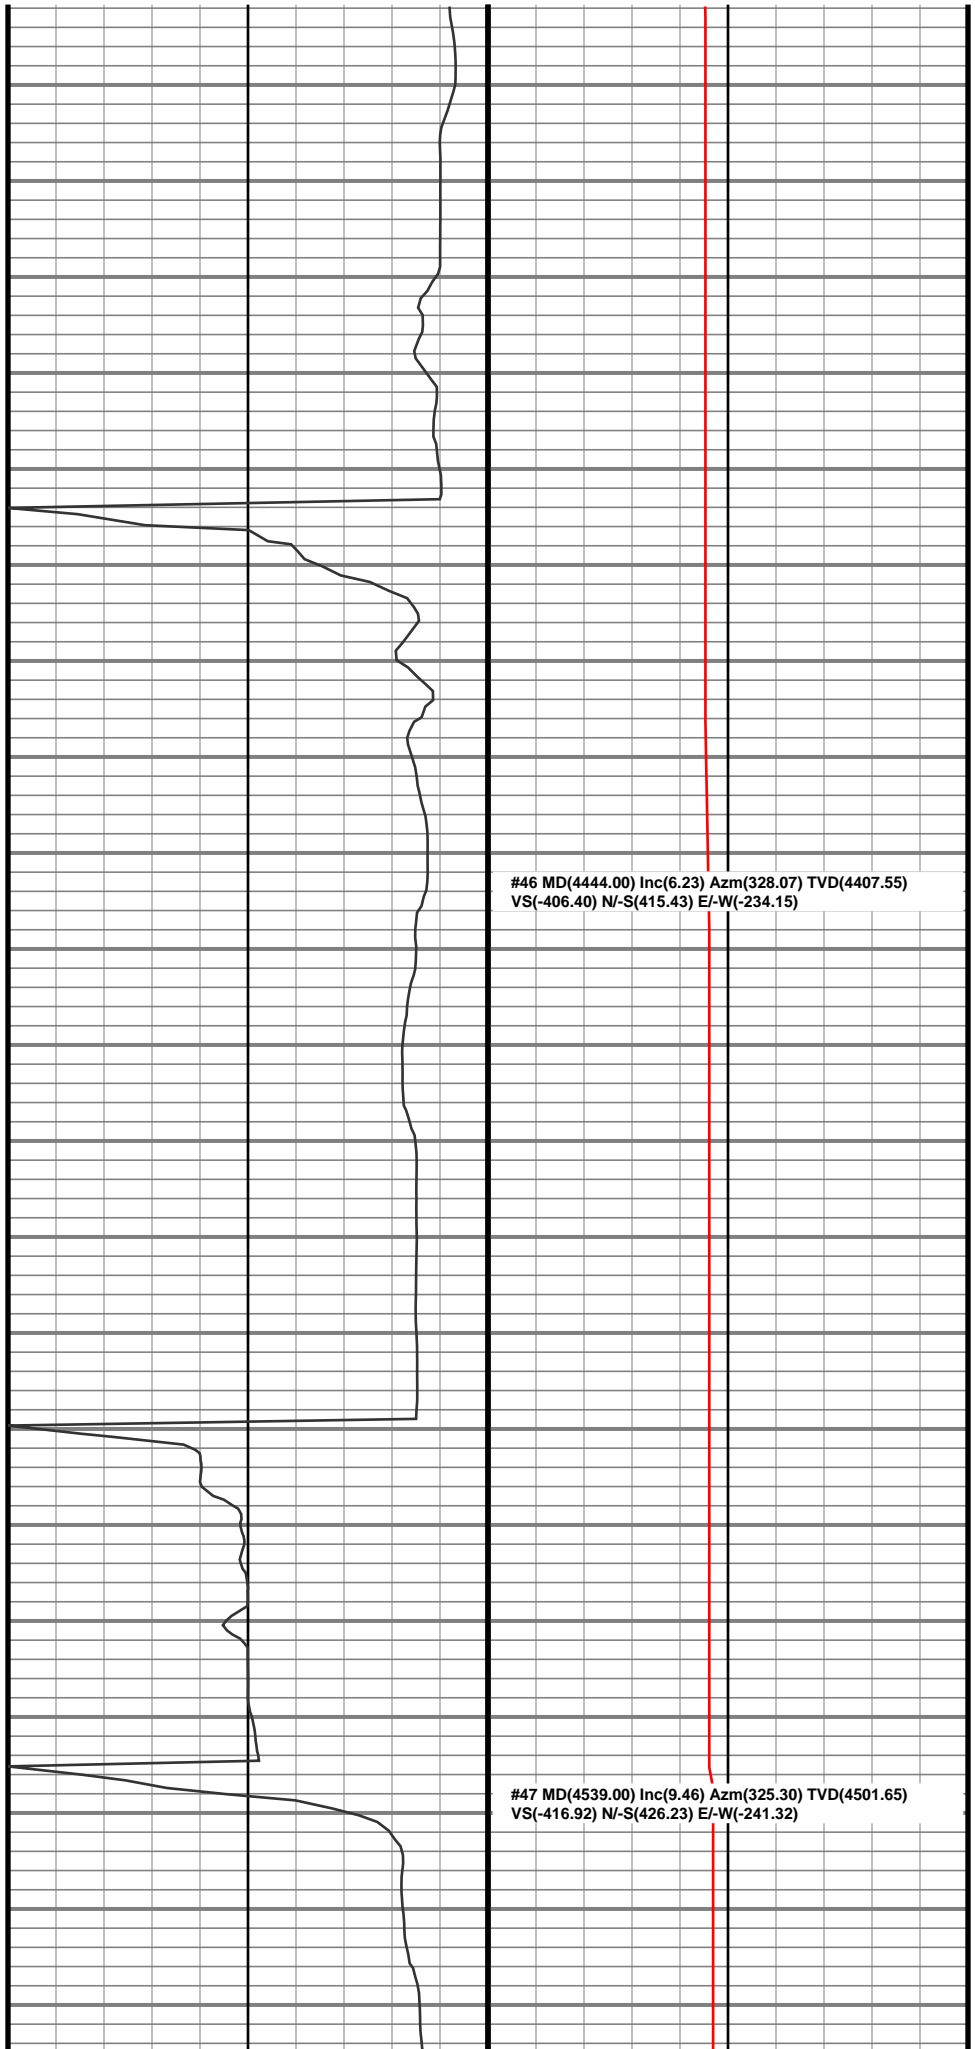 #46 MD(4444.00) Inc(6.23) Azm(328.07) TVD(4407.55)
VS(-406.40) N/-S(415.43) E/-W(-234.15)
#47 MD(4539.00) Inc(9.46) Azm(325.30) TVD(4501.65)
VS(-416.92) N/-S(426.23) E/-W(-241.32)